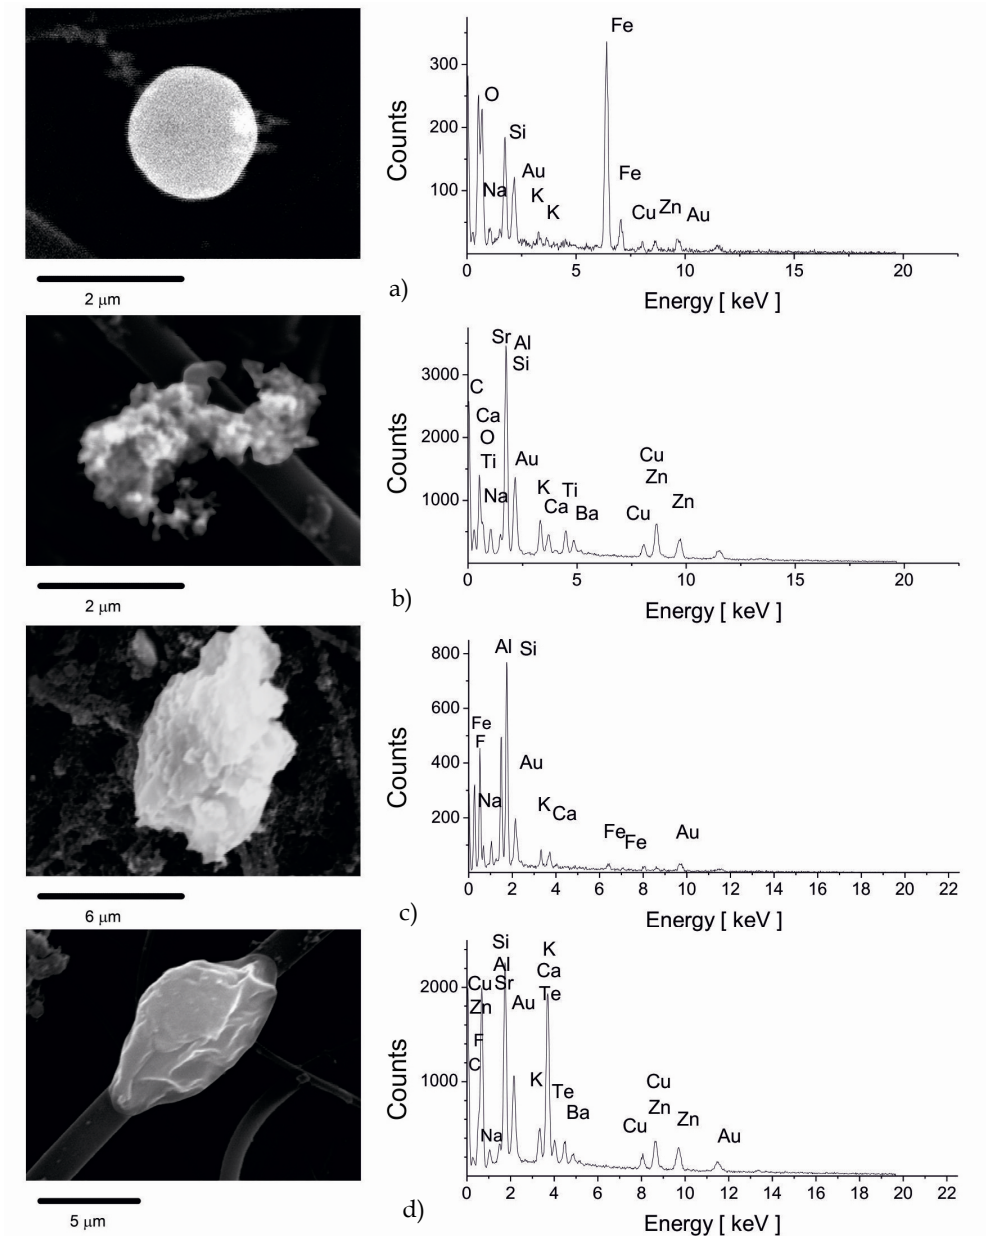 Fe
300
O
Counts
200
Si
Au
Fe
Na
K
100
K
Cu
Zn
Au
0
5
10
15
20
2 μm
a)
Energy [ keV ]
Sr
Al
Si
3000
C
Ca
Counts
2000
O
Cu
Ti
Au
Zn
K
Ti
Na
1000
Ca
Ba
Cu
Zn
0
5
10
15
20
2 μm
b)
Energy [ keV ]
800
Al
Si
600
Fe
F
Counts
400
Au
Na
K
Ca
200
Fe
Fe
Au
0
2
4
6
8
10
12
14
16
18
20
22
6 μm
c)
Energy [ keV ]
Si
K
Al
Ca
Cu
Sr
2000
Te
Zn
Au
F
C
Counts
1000
K
Te
Cu
Ba
Zn
Zn
Cu
Na
Au
0
2
4
6
8
10
12
14
16
18
20
22
5 μm
d)
Energy [ keV ]